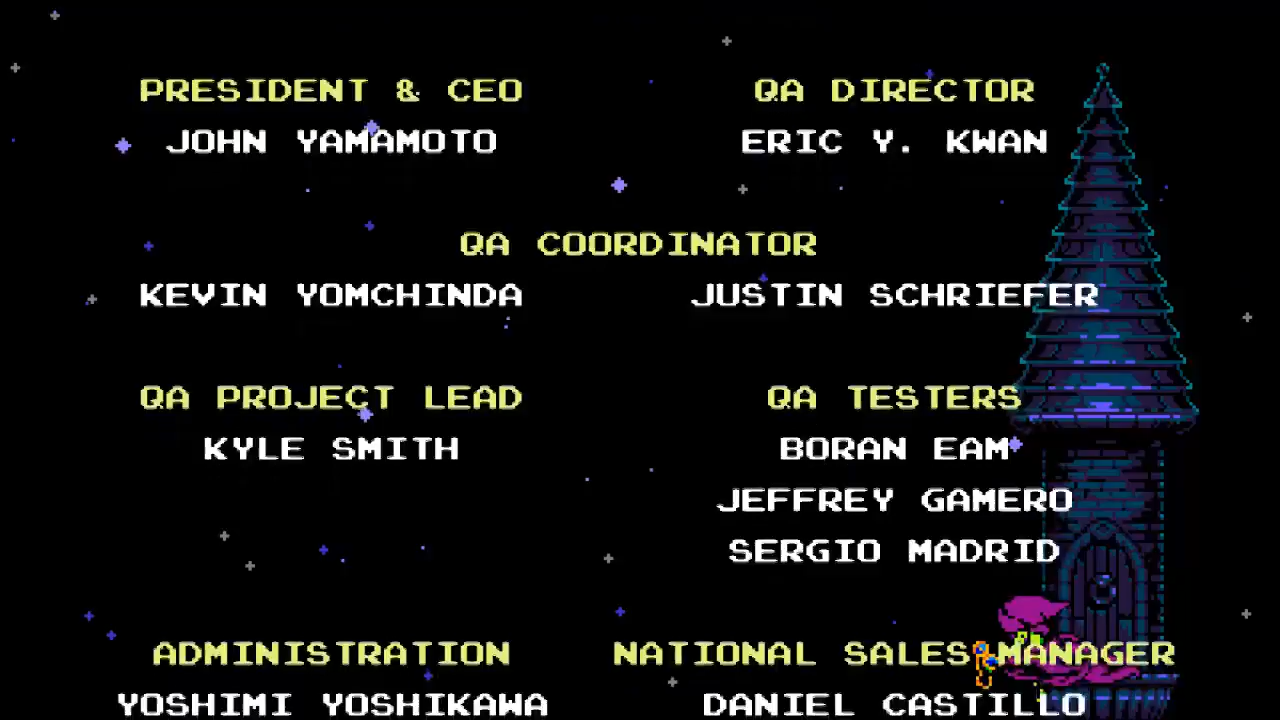 PRESIDENT & CEO QA DIRECTOR
JOHN YAMAMOTO ERIC Y. KWAN
QA COORDINATOR
KEVIN YOMCHINDA JUSTIN SCHRIEFER
QA PROJECT LEAD QA TESTERS
KYLE SMITH BORAN EAM
JEFFREY GAMERO
SERGIO MADRID
ADMINISTRATION NATIONAL SALES MANAGER
YOSHIMI YOSHIKAWA DANIEL CASTILLO